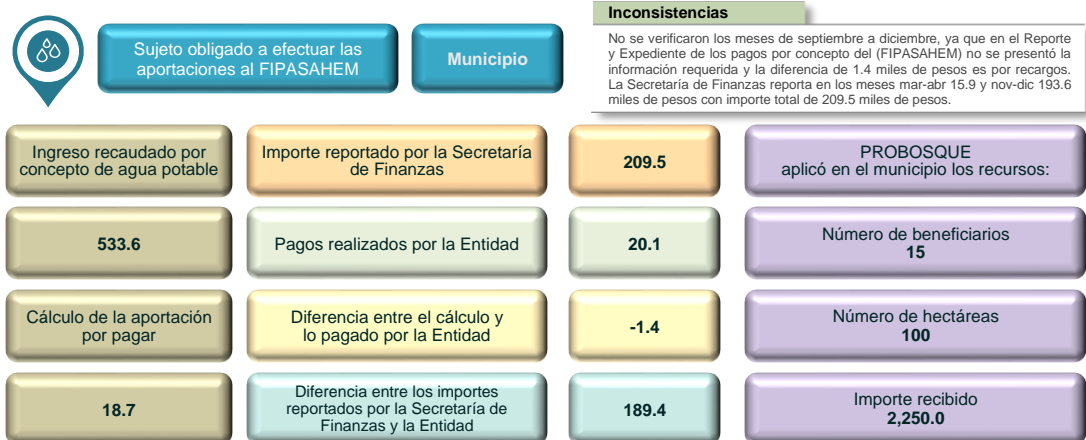 Sujeto obligado a efectuar las
aportaciones al FIPASAHEM
Municipio
Inconsistencias
No se verificaron los meses de septiembre a diciembre, ya que en el Reporte
y Expediente de los pagos por concepto del (FIPASAHEM) no se presentó la
información requerida y la diferencia de 1.4 miles de pesos es por recargos.
La Secretaría de Finanzas reporta en los meses mar-abr 15.9 y nov-dic 193.6
miles de pesos con importe total de 209.5 miles de pesos.
Ingreso recaudado por
concepto de agua potable
533.6
Cálculo de la aportación
por pagar
18.7
Importe reportado por la Secretaría
de Finanzas
209.5
Pagos realizados por la Entidad
20.1
Diferencia entre el cálculo y
lo pagado por la Entidad
-1.4
Diferencia entre los importes
reportados por la Secretaría de
Finanzas y la Entidad
189.4
PROBOSQUE
aplicó en el municipio los recursos:
Número de beneficiarios
15
Número de hectáreas
100
Importe recibido
2,250.0